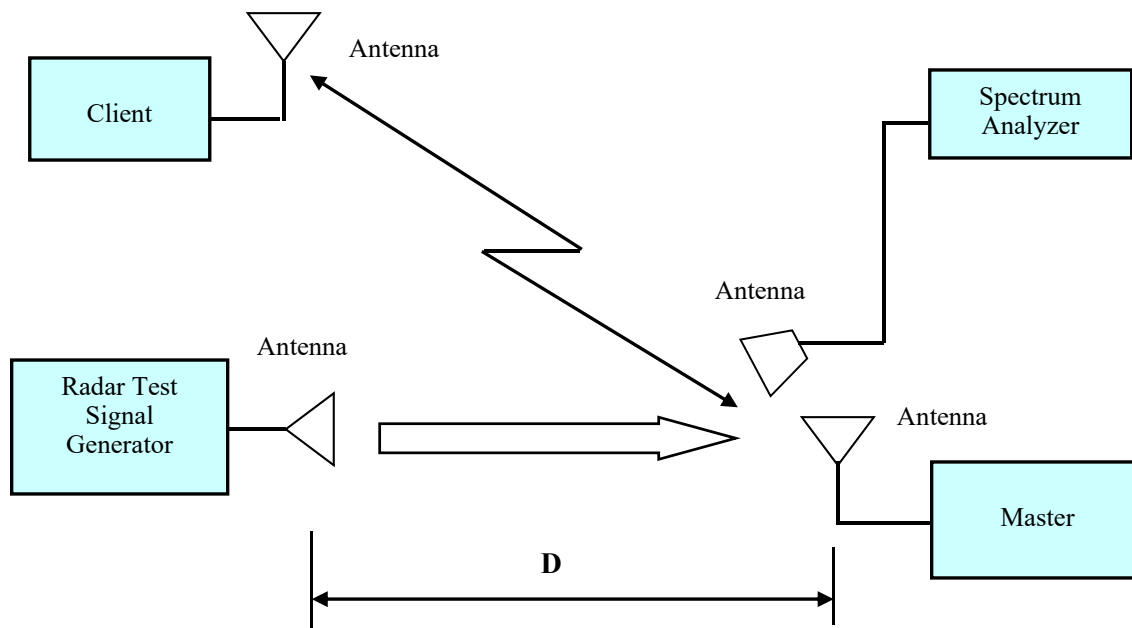 Antenna
Client
Spectrum
Analyzer
Antenna
Antenna
Radar Test
Signal
Generator
Antenna
Master
D